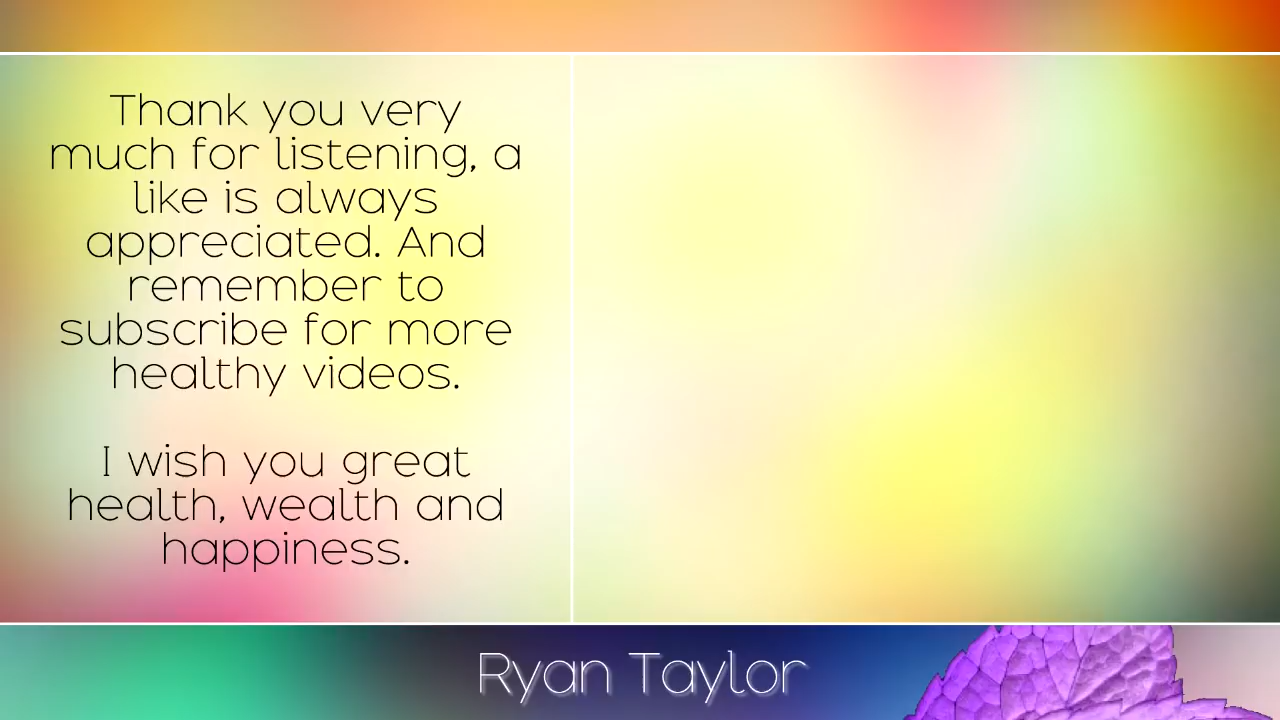 Thank you very
much for listening, a
like is always
appreciated. And
remember to
subscribe for more
healthy videos.
I wish you great
health, wealth and
happiness.
Ryan Taylor